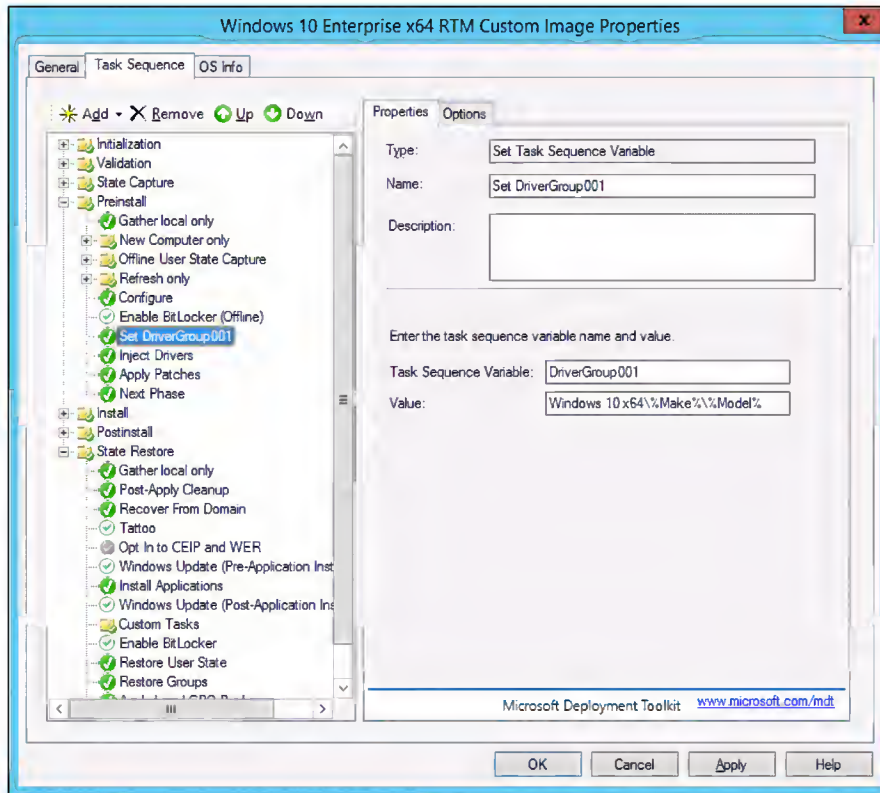 Windows 10 Enterprise x64 RTM Custom Image Properties
x
General Task Sequence OS Info
Add Remove Up Down
Initialization
Validation
State Capture
Preinstall
Gather local only
New Computer only
Offline User State Capture
Refresh only
Configure
Enable BitLocker (Offline)
Set DriverGroup001
Inject Drivers
Apply Patches
Next Phase
Install
Postinstall
State Restore
Gather local only
Post-Apply Cleanup
Recover From Domain
Tattoo
Opt In to CEIP and WER
Windows Update (Pre-Application Inst
Install Applications
Windows Update (Post-Application Ins
Custom Tasks
Enable BitLocker
Restore User State
Restore Groups
Properties Options
Type: Set Task Sequence Variable
Name: Set DriverGroup001
Description:
Enter the task sequence variable name and value.
Task Sequence Variable: DriverGroup001
Value: Windows 10 x64\%Make%\%Model%
Microsoft Deployment Toolkit www.microsoft.com/mdt
OK Cancel Apply Help